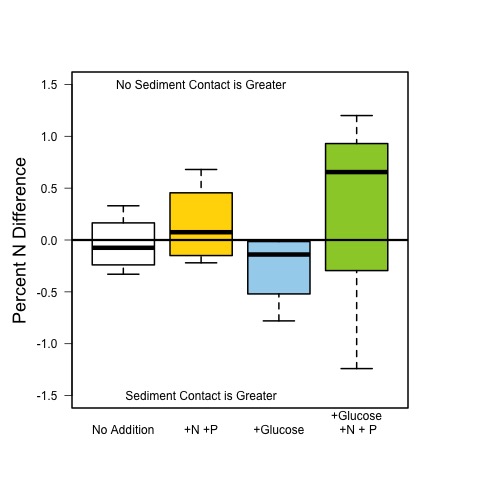 No Sediment Contact is Greater
1.5
1.0
0.5
0.0
-0.5
-1.0
-1.5
Percent N Difference
Sediment Contact is Greater
No Addition
+N +P
+Glucose
+Glucose
+N + P